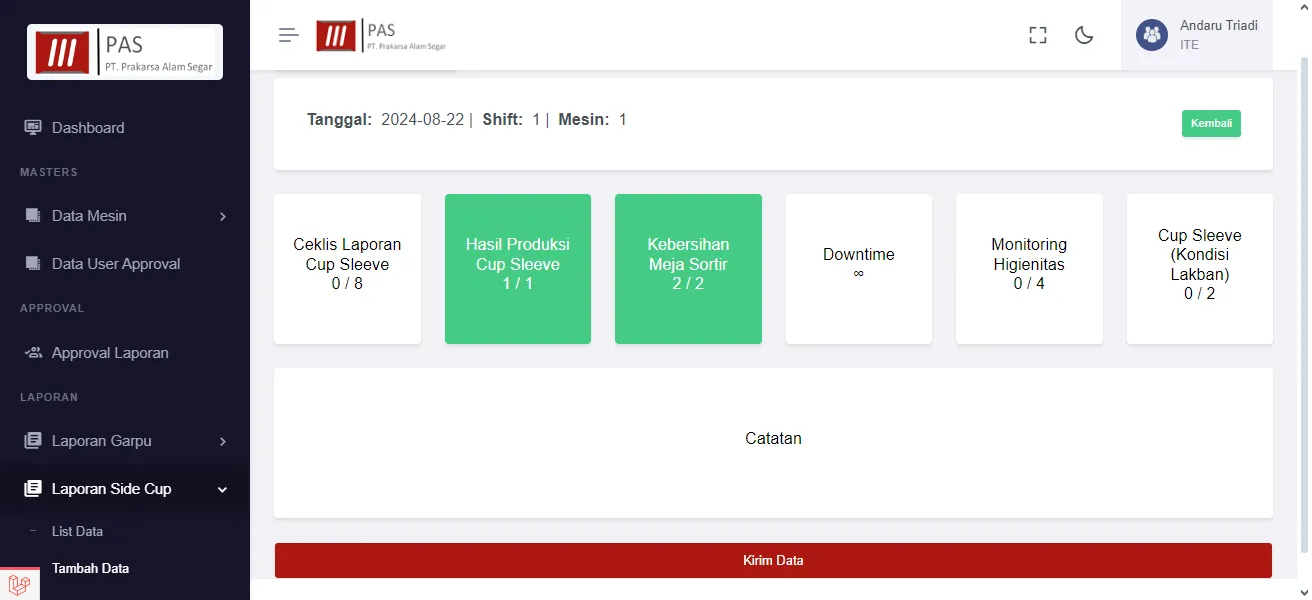 PAS
PT. Prakarsa Alam Segar
Dashboard
MASTERS
Data Mesin
Data User Approval
APPROVAL
Approval Laporan
LAPORAN
Laporan Garpu
Laporan Side Cup
List Data
Tambah Data
PAS
PT. Prakarsa Alam Segar
Andaru Triadi
ITE
Tanggal: 2024-08-22 | Shift: 1 | Mesin: 1
Kembali
Ceklis Laporan
Cup Sleeve
0 / 8
Hasil Produksi
Cup Sleeve
1 / 1
Kebersihan
Meja Sortir
2 / 2
Downtime
∞
Monitoring
Higienitas
0 / 4
Cup Sleeve
(Kondisi
Lakban)
0 / 2
Catatan
Kirim Data